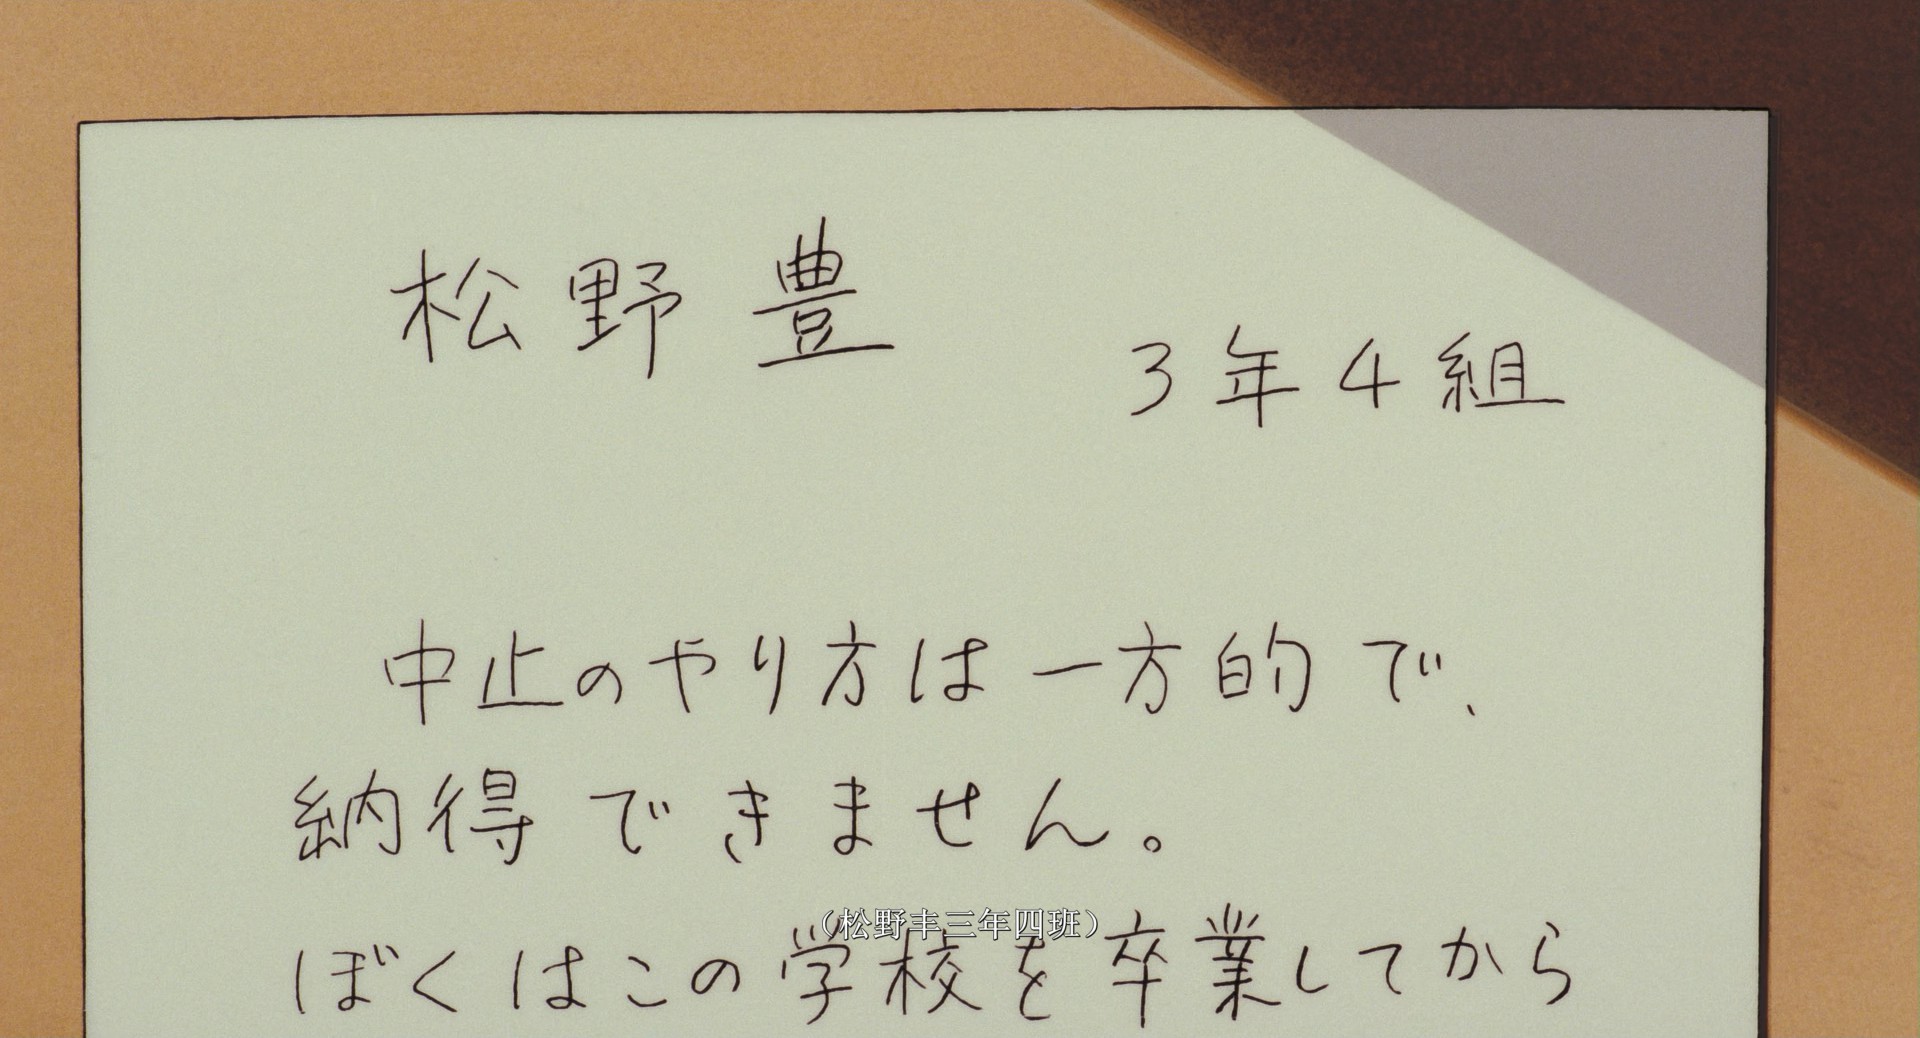 松野豊
3年4組
中止のやり方は一方的で、
納得できません。
ぼくはこの学校を卒業してから
（松野丰三年四班）